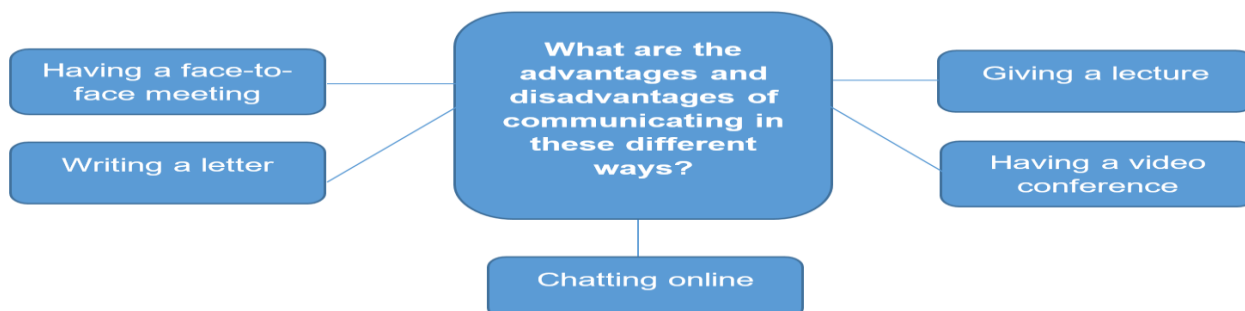 What are the
advantages and
disadvantages of
communicating in
these different
ways?
Having a face-to-
face meeting
Writing a letter
Giving a lecture
Having a video
conference
Chatting online